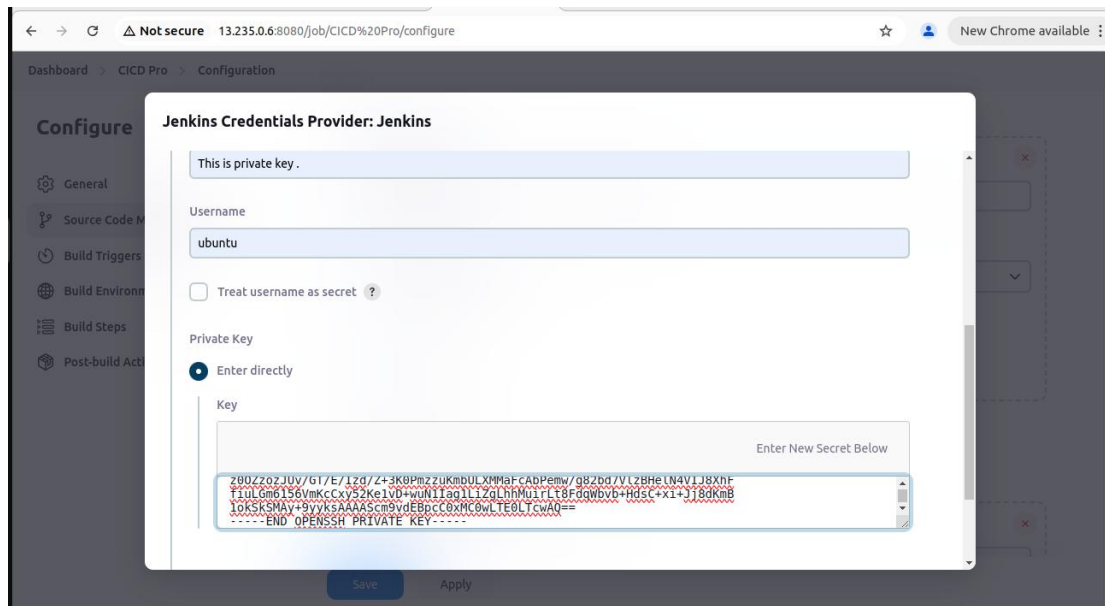 Not secure 13.235.0.6:8080/job/CICD%20Pro/configure
New Chrome available
Dashboard > CICD Pro > Configuration
Configure
General
Source Code M
Build Triggers
Build Environm
Build Steps
Post-build Acti
Jenkins Credentials Provider: Jenkins
This is private key .
Username
ubuntu
Treat username as secret ?
Private Key
Enter directly
Key
Enter New Secret Below
-----END OPENSSH PRIVATE KEY-----
Save
Apply